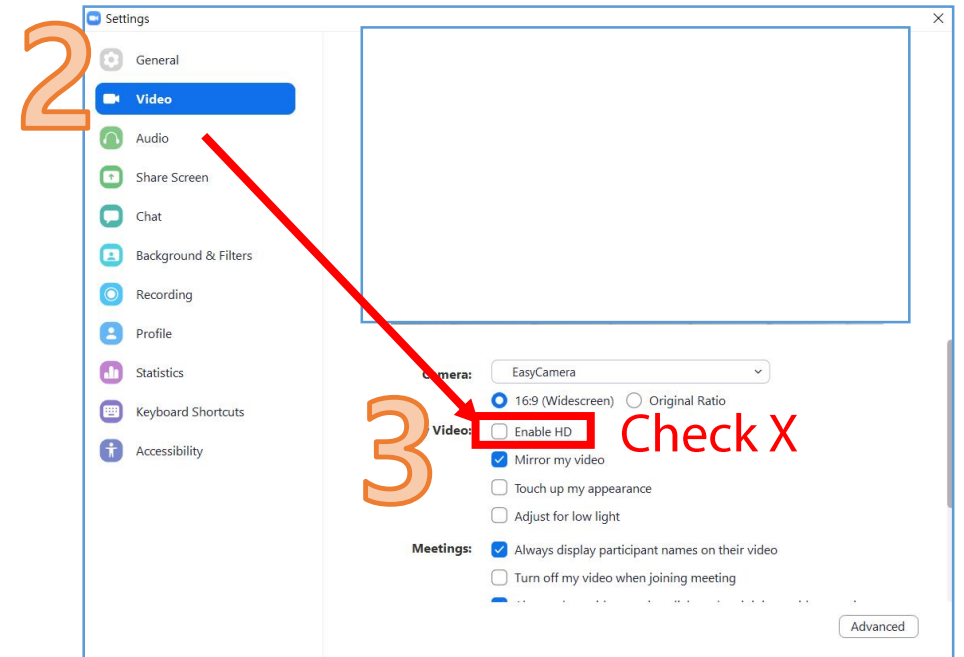 Settings
2
General
Video
Audio
Share Screen
Chat
Background & Filters
Recording
Profile
Statistics
Keyboard Shortcuts
Accessibility
Camera:
EasyCamera
16:9 (Widescreen)
Original Ratio
3
Video:
Enable HD
Check X
Mirror my video
Touch up my appearance
Adjust for low light
Meetings:
Always display participant names on their video
Turn off my video when joining meeting
Advanced